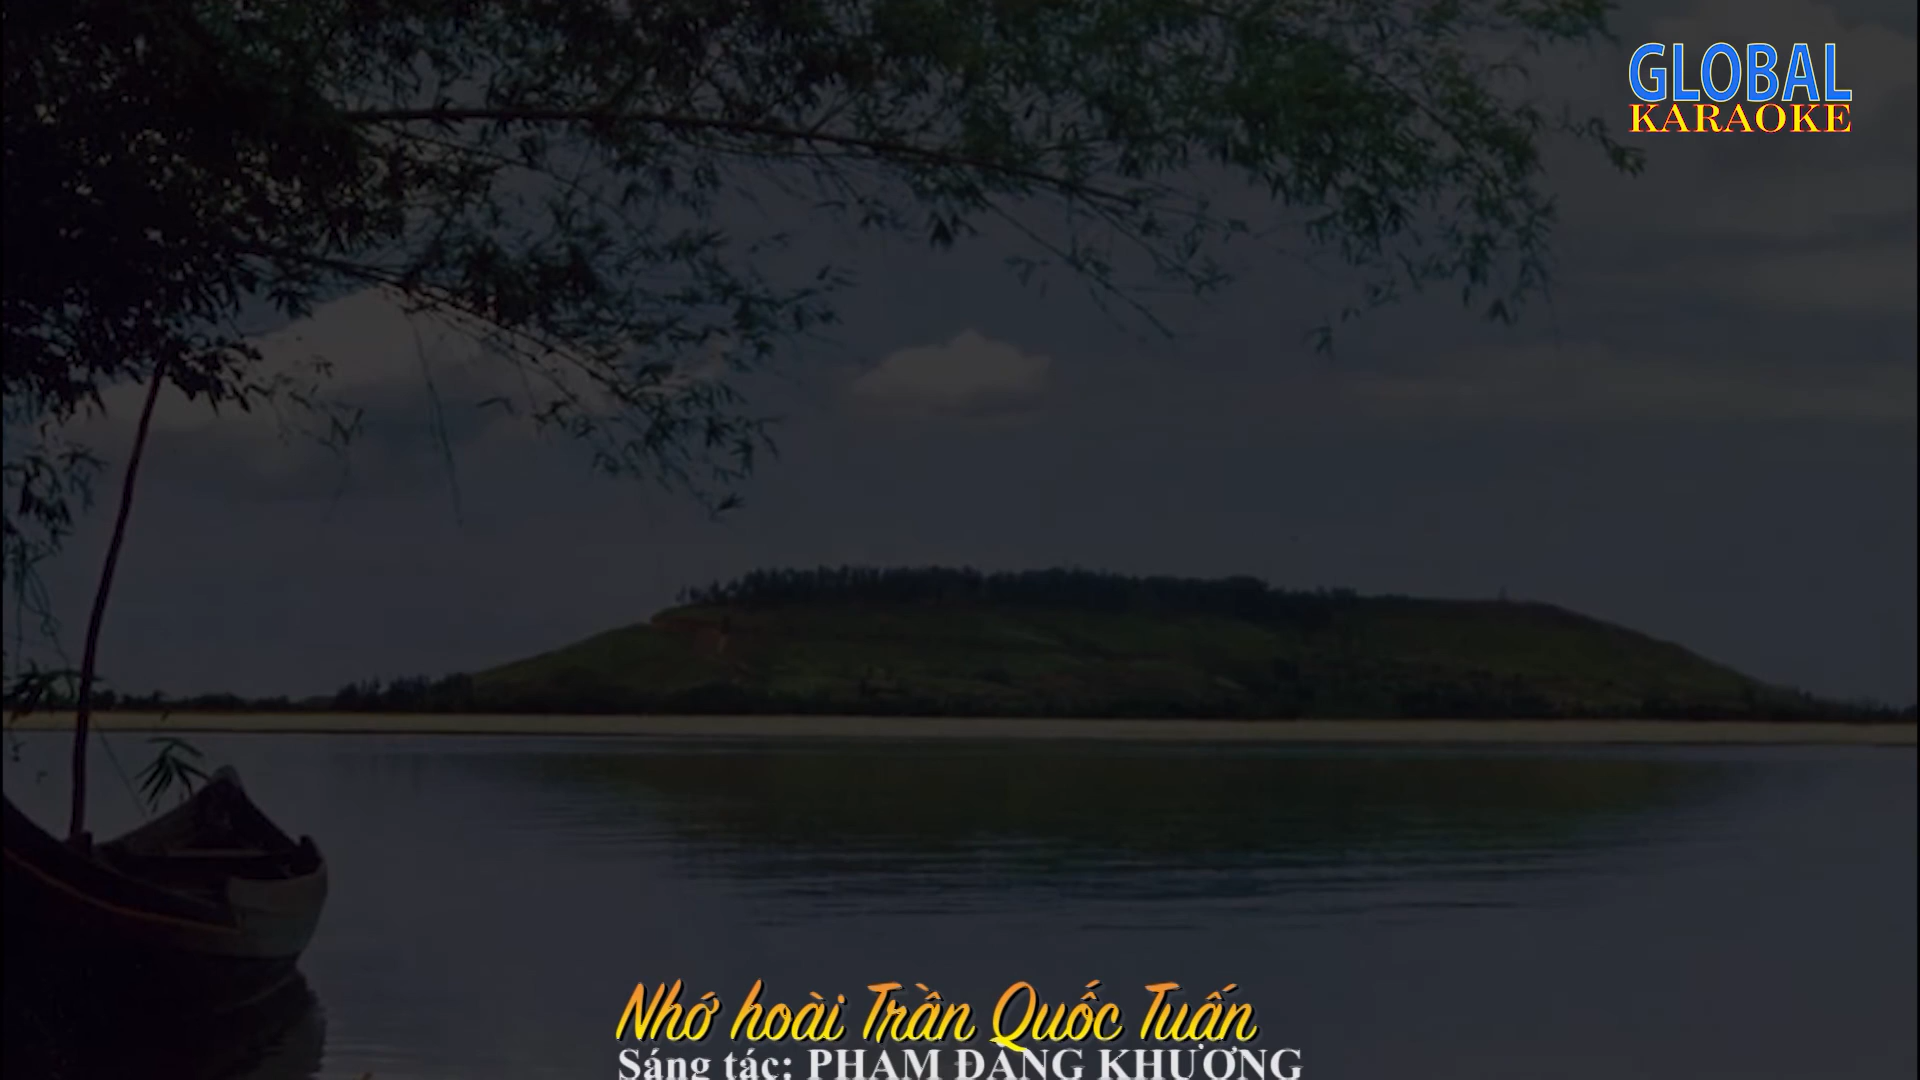 GLOBAL
KARAOKE
Nhớ hoài Trần Quốc Tuấn
Sáng tác: PHẠM ĐĂNG KHƯƠNG